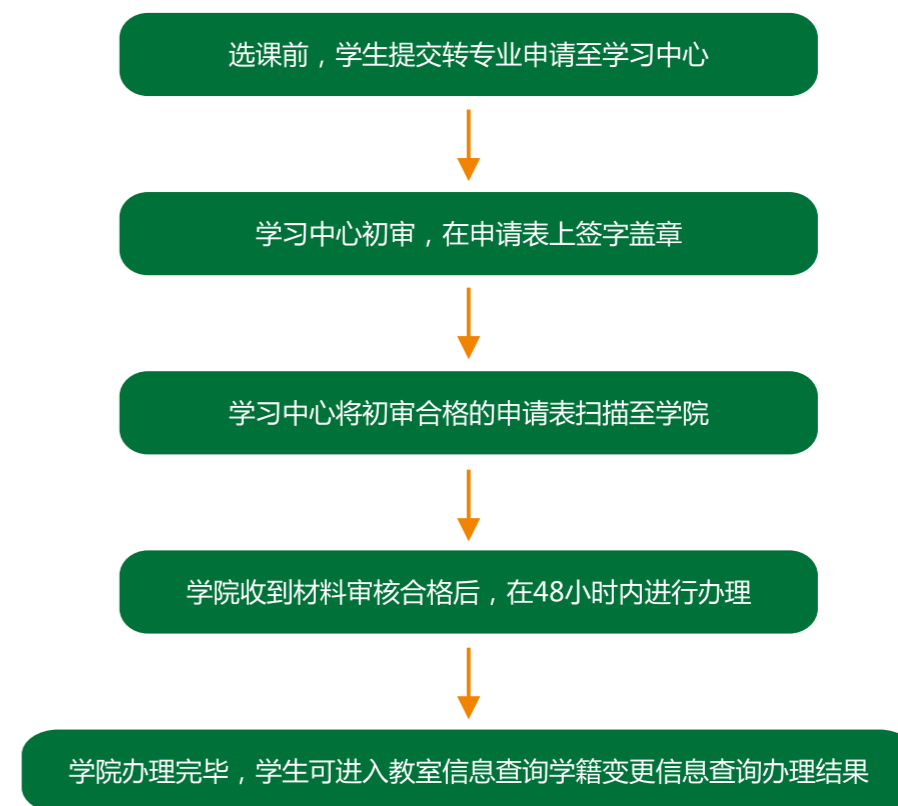 选课前，学生提交转专业申请至学习中心
学习中心初审，在申请表上签字盖章
学习中心将初审合格的申请表扫描至学院
学院收到材料审核合格后，在48小时内进行办理
学院办理完毕，学生可进入教室信息查询学籍变更信息查询办理结果